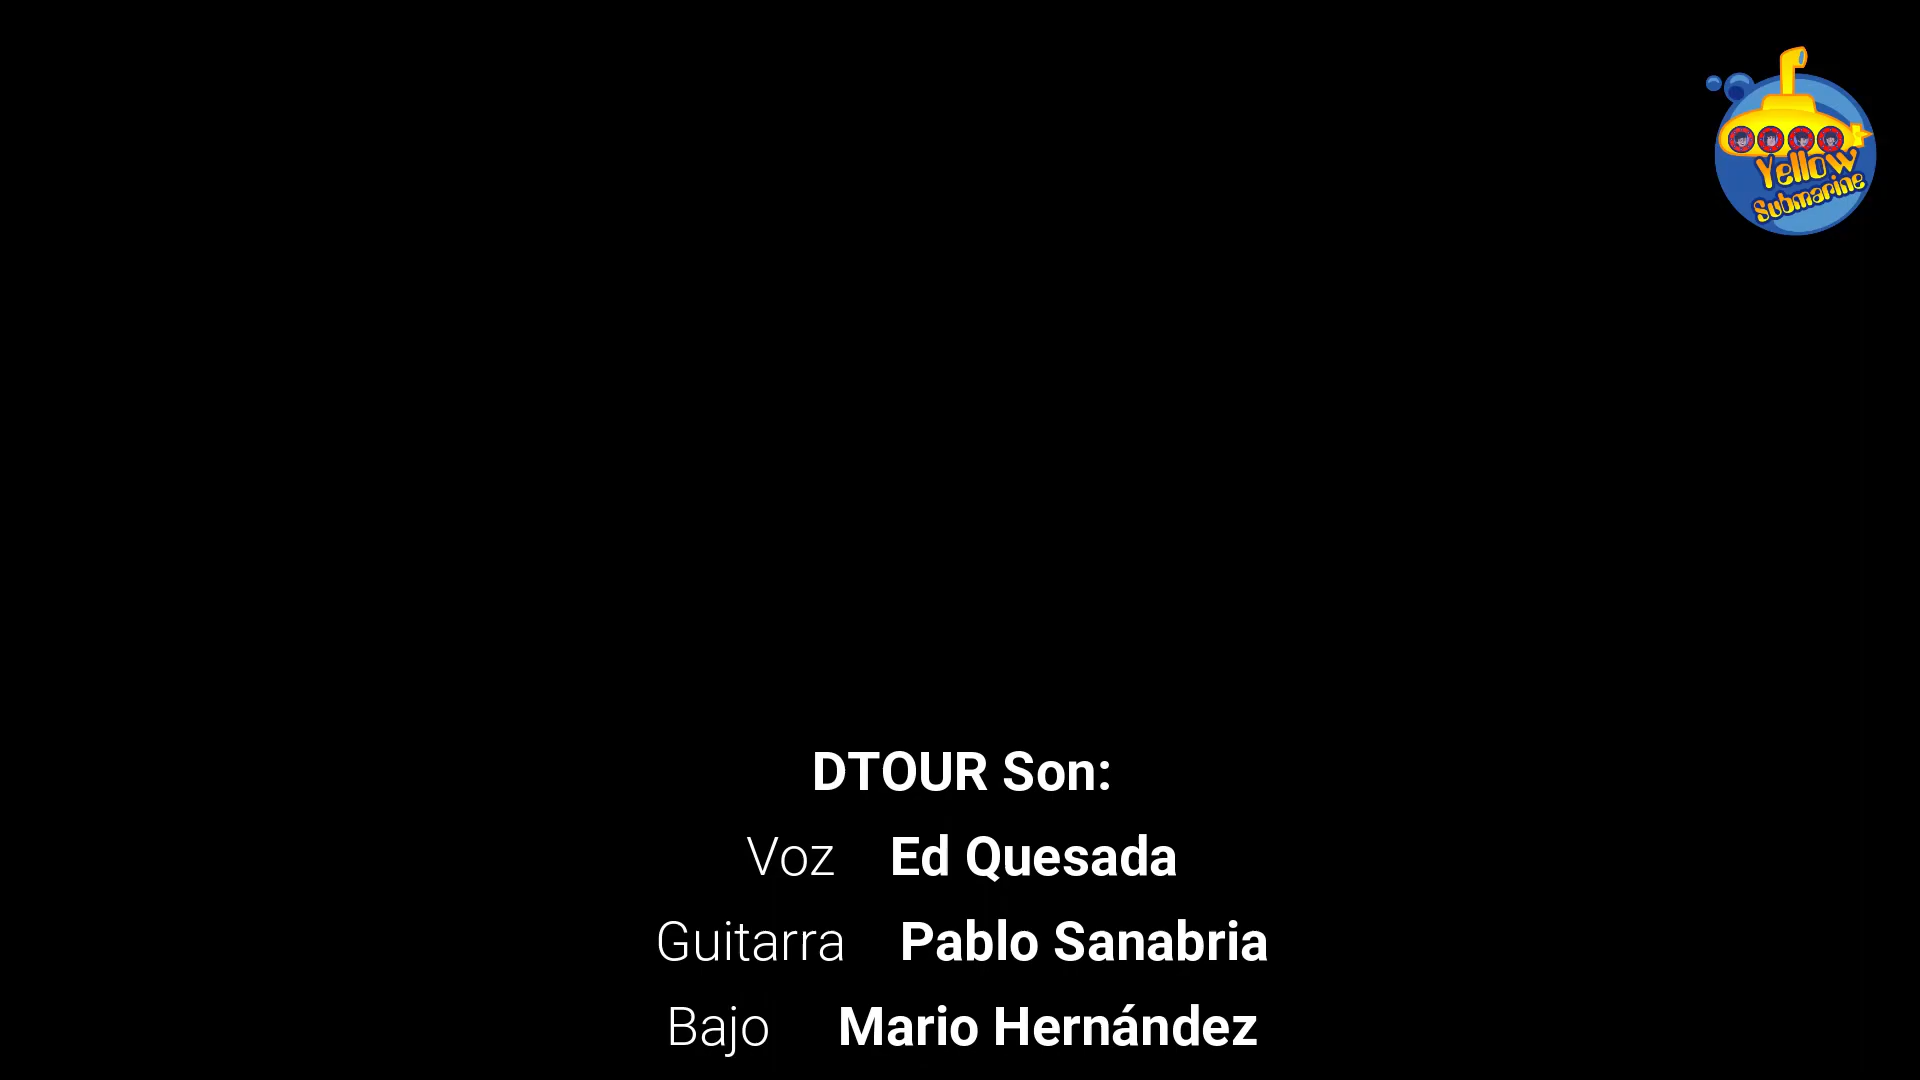 Yellow
Submarine
DTOUR Son:
Voz Ed Quesada
Guitarra Pablo Sanabria
Bajo Mario Hernández